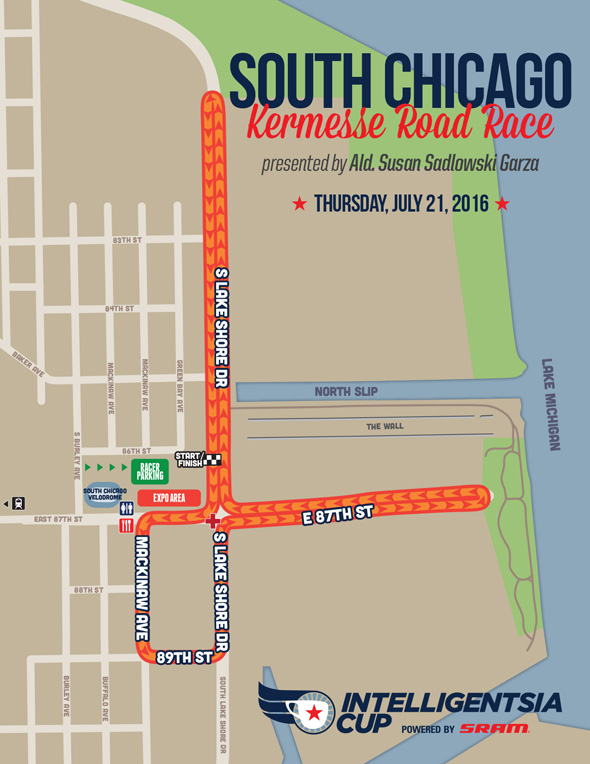 SOUTH CHICAGO
Kermesse Road Race
presented by Ald. Susan Sadlowski Garza
★ THURSDAY, JULY 21, 2016 ★
83RD ST
S LAKE SHORE DR
84TH ST
BAKER AVE
MACKINAW AVE
MACKINAW AVE
GREEN BAY AVE
NORTH SLIP
LAKE MICHIGAN
THE WALL
S BURLEY AVE
86TH ST
START/
FINISH
RACER
PARKING
SOUTH CHICAGO
VELODROME
EXPO AREA
EAST 87TH ST
E 87TH ST
MACKINAW AVE
S LAKE SHORE DR
88TH ST
89TH ST
BURLEY AVE
BUFFALO AVE
SOUTH LAKE SHORE DR
INTELLIGENTSIA
CUP
POWERED BY SRAM